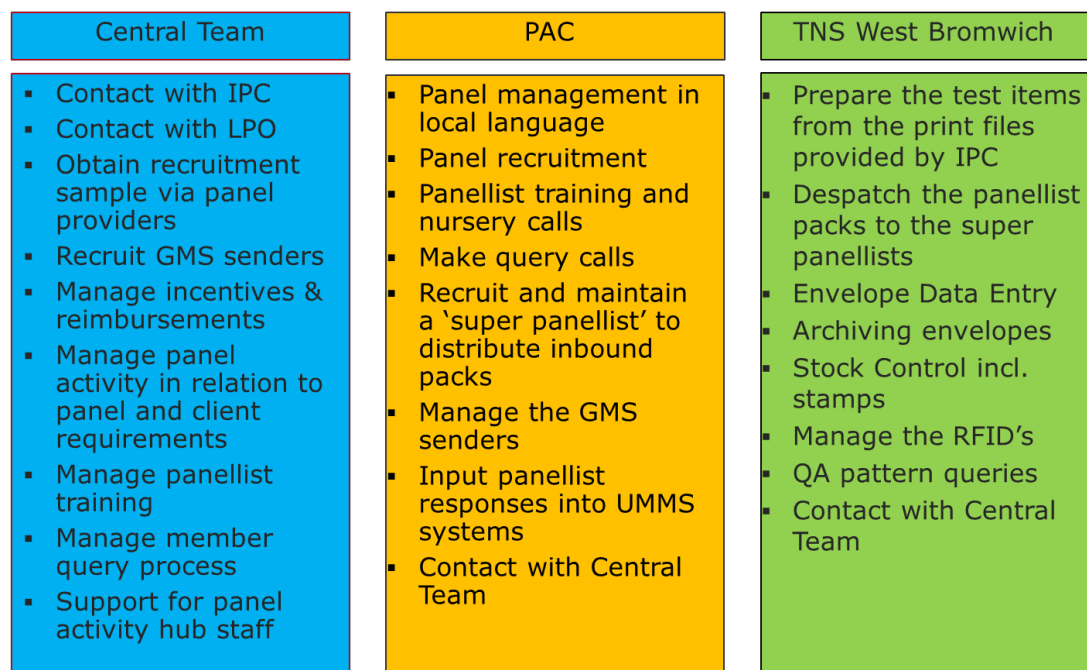 Central Team
▪ Contact with IPC
▪ Contact with LPO
▪ Obtain recruitment
sample via panel
providers
▪ Recruit GMS senders
▪ Manage incentives &
reimbursements
▪ Manage panel
activity in relation to
panel and client
requirements
▪ Manage panellist
training
▪ Manage member
query process
▪ Support for panel
activity hub staff
PAC
▪ Panel management in
local language
▪ Panel recruitment
▪ Panellist training and
nursery calls
▪ Make query calls
▪ Recruit and maintain
a ‘super panellist’ to
distribute inbound
packs
▪ Manage the GMS
senders
▪ Input panellist
responses into UMMS
systems
▪ Contact with Central
Team
TNS West Bromwich
▪ Prepare the test items
from the print files
provided by IPC
▪ Despatch the panellist
packs to the super
panellists
▪ Envelope Data Entry
▪ Archiving envelopes
▪ Stock Control incl.
stamps
▪ Manage the RFID’s
▪ QA pattern queries
▪ Contact with Central
Team